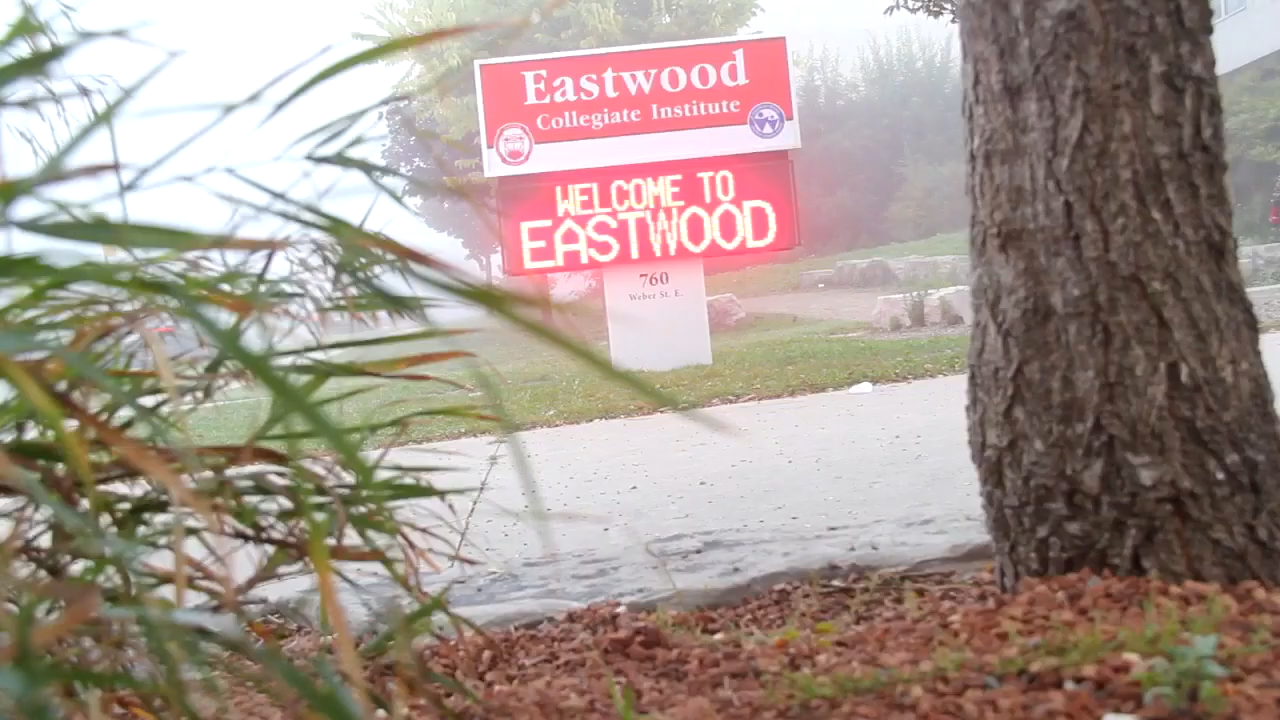 Eastwood
Collegiate Institute
WELCOME TO
EASTWOOD
760
Weber St. E.